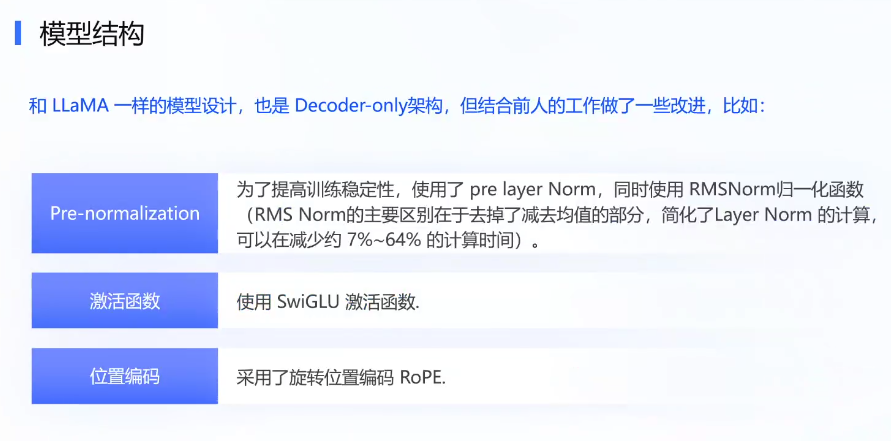 模型结构
和 LLaMA 一样的模型设计，也是 Decoder-only架构，但结合前人的工作做了一些改进，比如：
Pre-normalization
为了提高训练稳定性，使用了 pre layer Norm，同时使用 RMSNorm归一化函数
（RMS Norm的主要区别在于去掉了减去均值的部分，简化了Layer Norm 的计算，
可以在减少约 7%~64% 的计算时间）。
激活函数
使用 SwiGLU 激活函数.
位置编码
采用了旋转位置编码 RoPE.